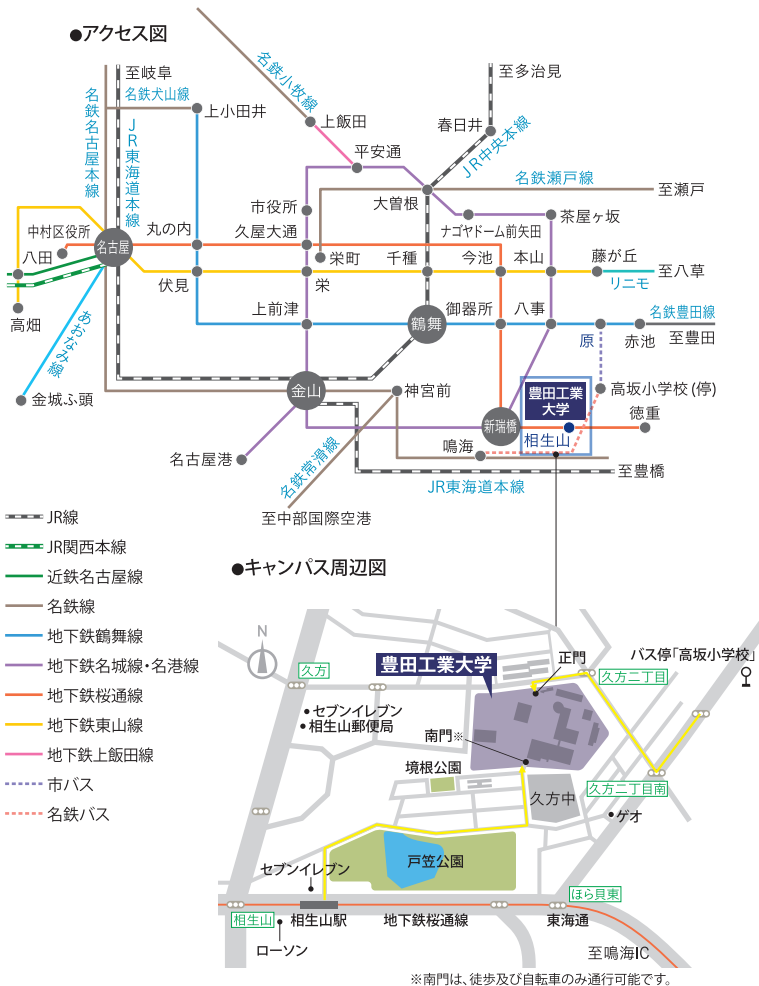 ●アクセス図
至岐阜
名鉄犬山線
名鉄名古屋本線
JR東海道本線
上小田井
名鉄小牧線
上飯田
平安通
至多治見
春日井
JR中央本線
名鉄瀬戸線
至瀬戸
大曽根
市役所
ナゴヤドーム前矢田
茶屋ヶ坂
中村区役所
名古屋
丸の内
久屋大通
栄町
千種
今池
本山
藤が丘
至八草
リニモ
八田
伏見
栄
高畑
あおなみ線
上前津
鶴舞
御器所
八事
名鉄豊田線
原
赤池
至豊田
金城ふ頭
金山
神宮前
豊田工業
大学
高坂小学校(停)
新瑞橋
相生山
徳重
名古屋港
名鉄常滑線
鳴海
至豊橋
JR東海道本線
至中部国際空港
JR線
JR関西本線
近鉄名古屋線
名鉄線
地下鉄鶴舞線
地下鉄名城線・名港線
地下鉄桜通線
地下鉄東山線
地下鉄上飯田線
市バス
名鉄バス
●キャンパス周辺図
N
久方
豊田工業大学
正門
バス停「高坂小学校」
久方二丁目
セブンイレブン
相生山郵便局
南門※
境根公園
久方中
久方二丁目南
ゲオ
戸笠公園
セブンイレブン
ほら貝東
相生山
相生山駅
地下鉄桜通線
東海通
ローソン
至鳴海IC
※南門は、徒歩及び自転車のみ通行可能です。